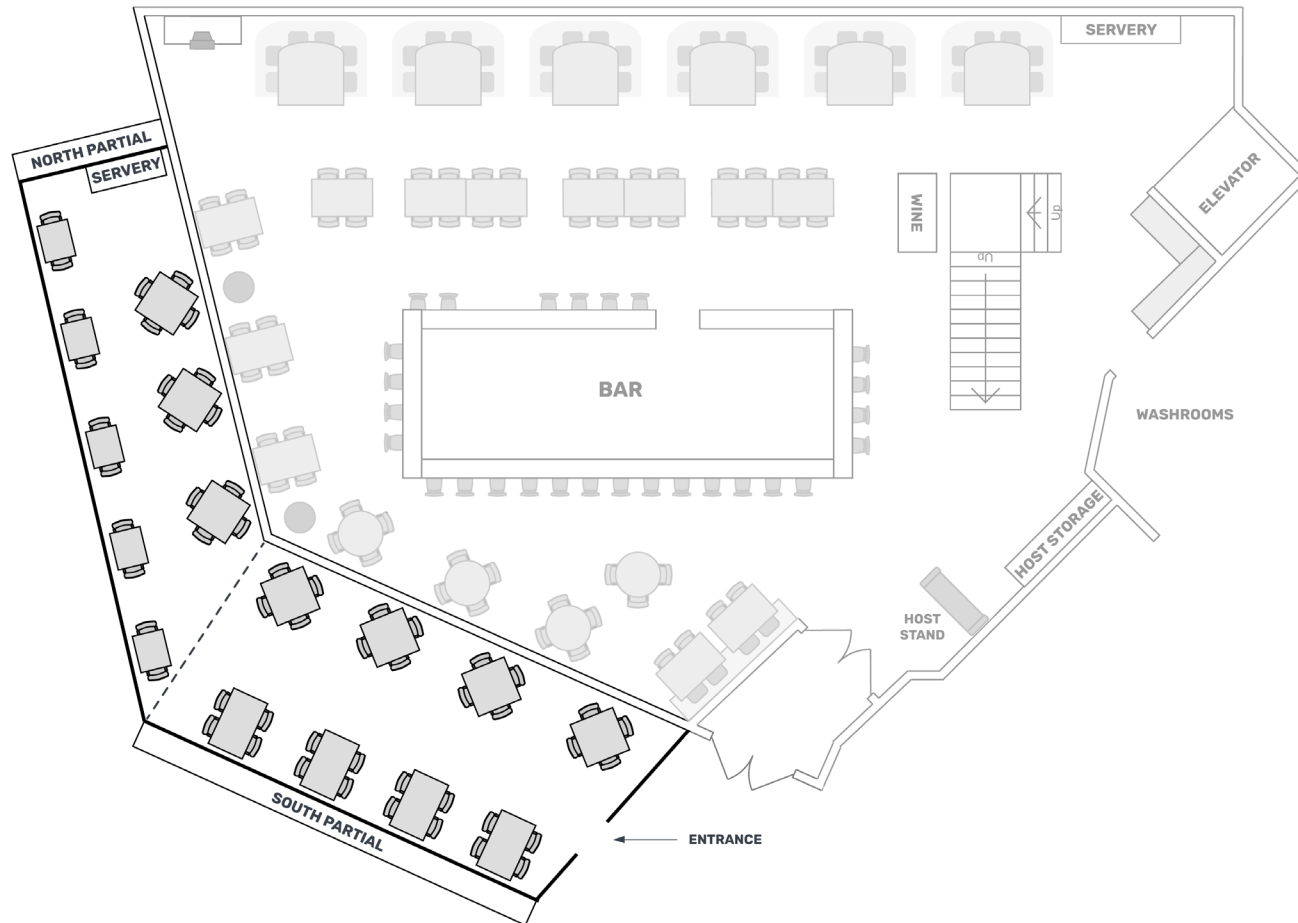 SERVERY
NORTH PARTIAL
SERVERY
ELEVATOR
WINE
Up
Up
BAR
WASHROOMS
HOST STORAGE
HOST
STAND
SOUTH PARTIAL
ENTRANCE